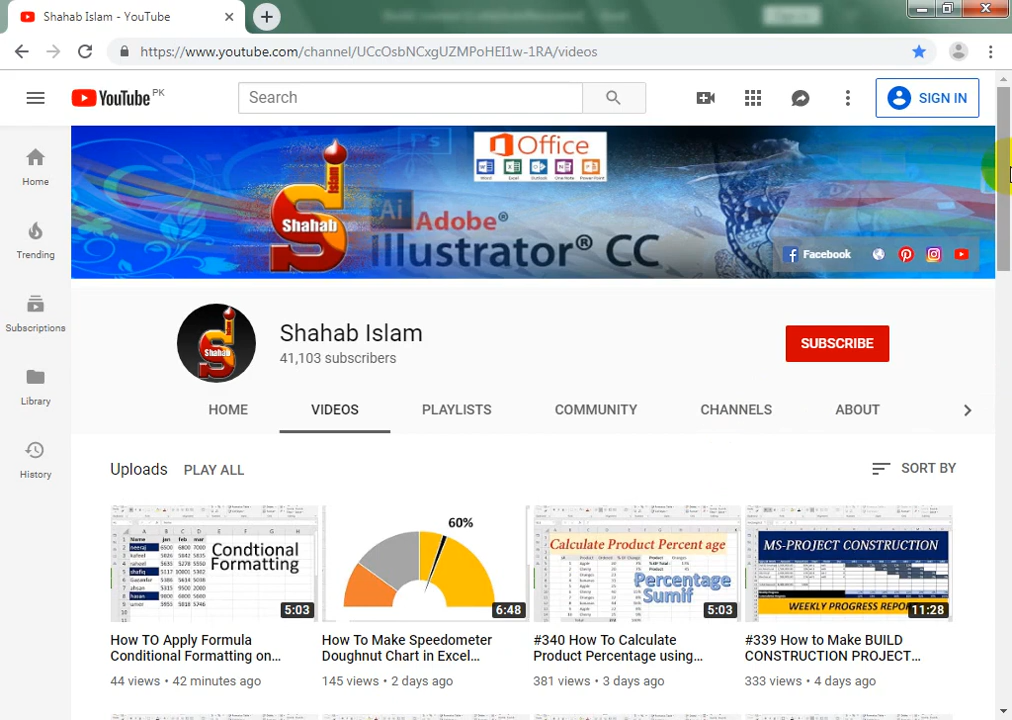 Shahab Islam - YouTube
https://www.youtube.com/channel/UCcOsbNCxgUZMPoHEI1w-1RA/videos
YouTube PK
Search
SIGN IN
Home
Trending
Subscriptions
Library
History
Office
Islam
Shahab
Ai
Adobe®
illustrator® CC
Facebook
Shahab
Shahab Islam
41,103 subscribers
SUBSCRIBE
HOME
VIDEOS
PLAYLISTS
COMMUNITY
CHANNELS
ABOUT
Uploads
PLAY ALL
SORT BY
Condtional
Formatting
5:03
60%
6:48
Calculate Product Percent age
Percentage
Sumif
5:03
MS-PROJECT CONSTRUCTION
WEEKLY PROGRESS REPOR
11:28
How TO Apply Formula
Conditional Formatting on...
44 views • 42 minutes ago
How To Make Speedometer
Doughnut Chart in Excel...
145 views • 2 days ago
#340 How To Calculate
Product Percentage using...
381 views • 3 days ago
#339 How to Make BUILD
CONSTRUCTION PROJECT...
333 views • 4 days ago